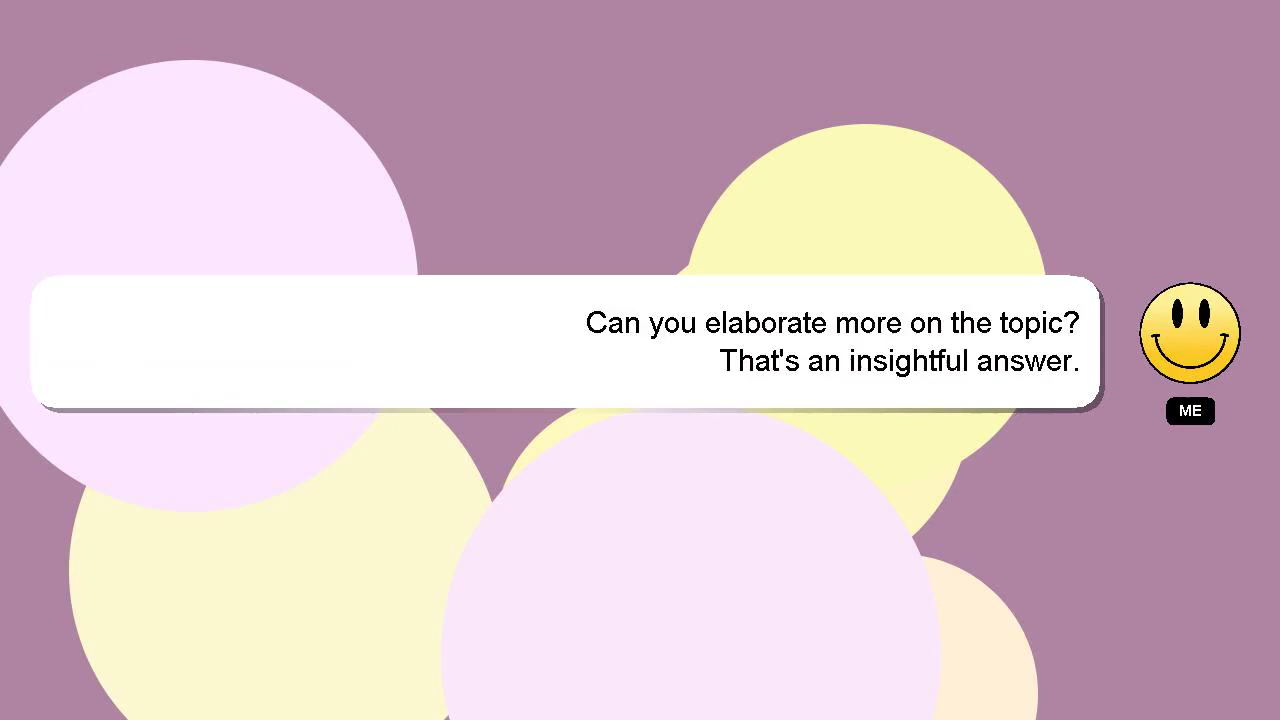 Can you elaborate more on the topic?
That's an insightful answer.
ME